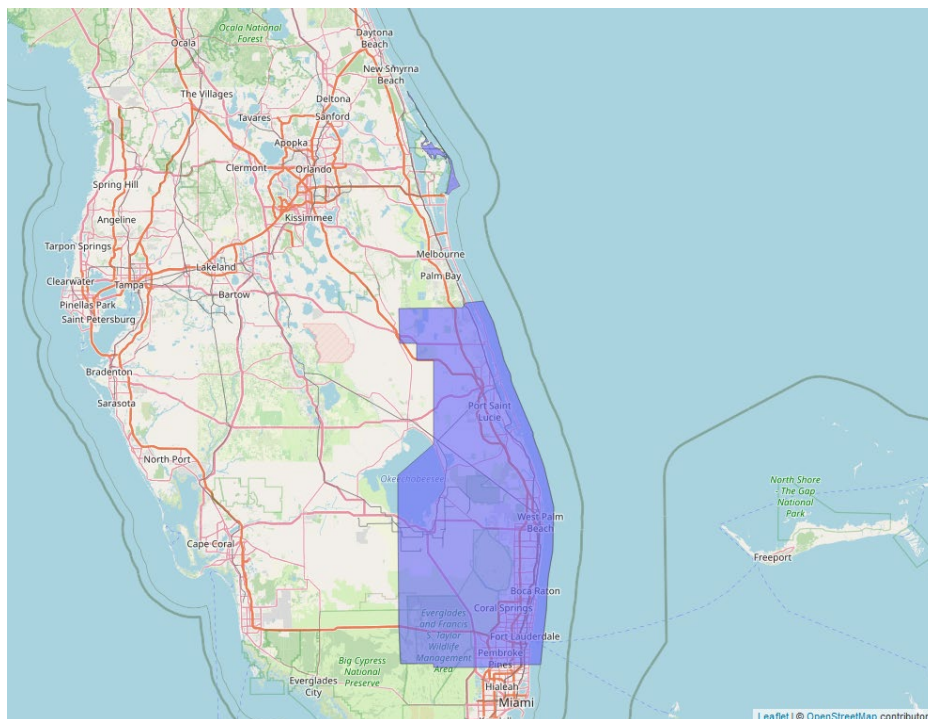 Daytona
Beach
Ocala National
Forest
Ocala
New Smyrna
Beach
The Villages
Deltona
Tavares
Sanford
Apopka
Clermont
Orlando
Spring Hill
Kissimmee
Angeline
Tarpon Springs
Melbourne
Lakeland
Palm Bay
Clearwater
Tampa
Bartow
Pinellas Park
Saint Petersburg
Bradenton
Sarasota
Port Saint
Lucie
North Port
Okeechobee
North Shore
- The Gap
National
Park
West Palm
Beach
Cape Coral
Freeport
Boca Raton
Coral Springs
Everglades
and Francis
S. Taylor
Wildlife
Management
Area
Fort Lauderdale
Pembroke
Pines
Big Cypress
National
Preserve
Everglades
City
Hialeah
Miami
Leaflet | © OpenStreetMap contributor